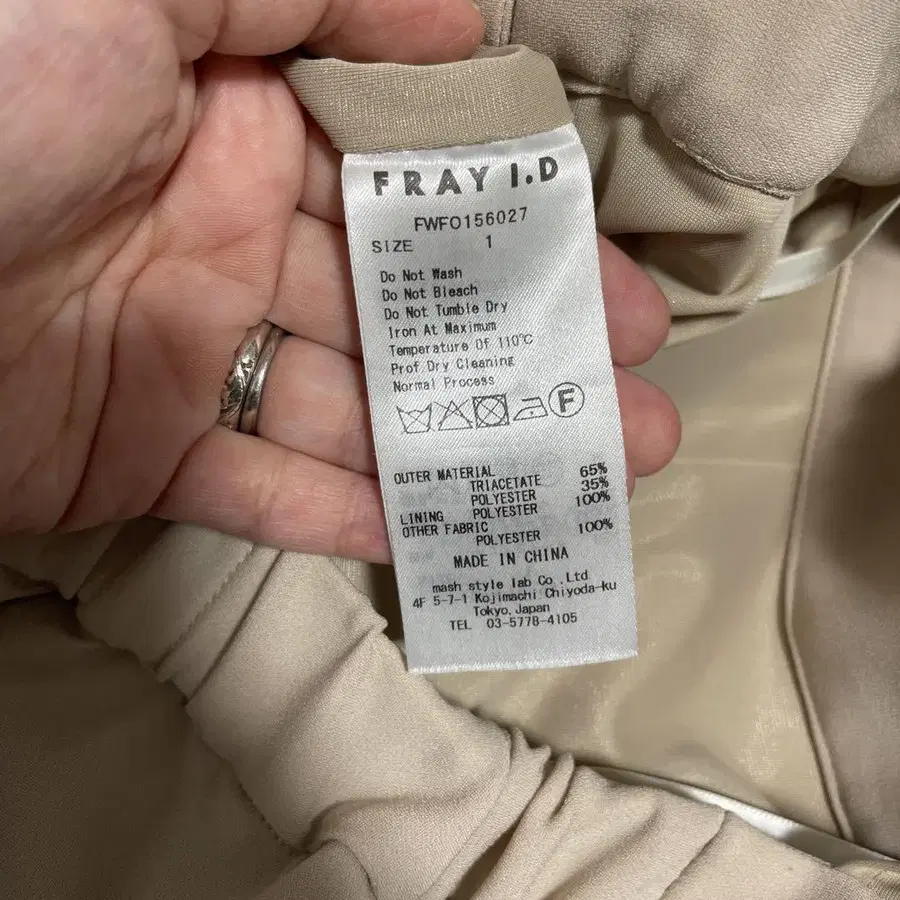 FRAY I.D
FWFO156027
SIZE 1
Do Not Wash
Do Not Bleach
Do Not Tumble Dry
Iron At Maximum
Temperature Of 110℃
Prof.Dry Cleaning
Normal Process
F
OUTER MATERIAL
TRIACETATE 65%
POLYESTER 35%
LINING POLYESTER 100%
OTHER FABRIC
POLYESTER 100%
MADE IN CHINA
mash style lab Co.,Ltd
4F 5-7-1 Kojimachi Chiyoda-ku
Tokyo,Japan
TEL 03-5778-4105